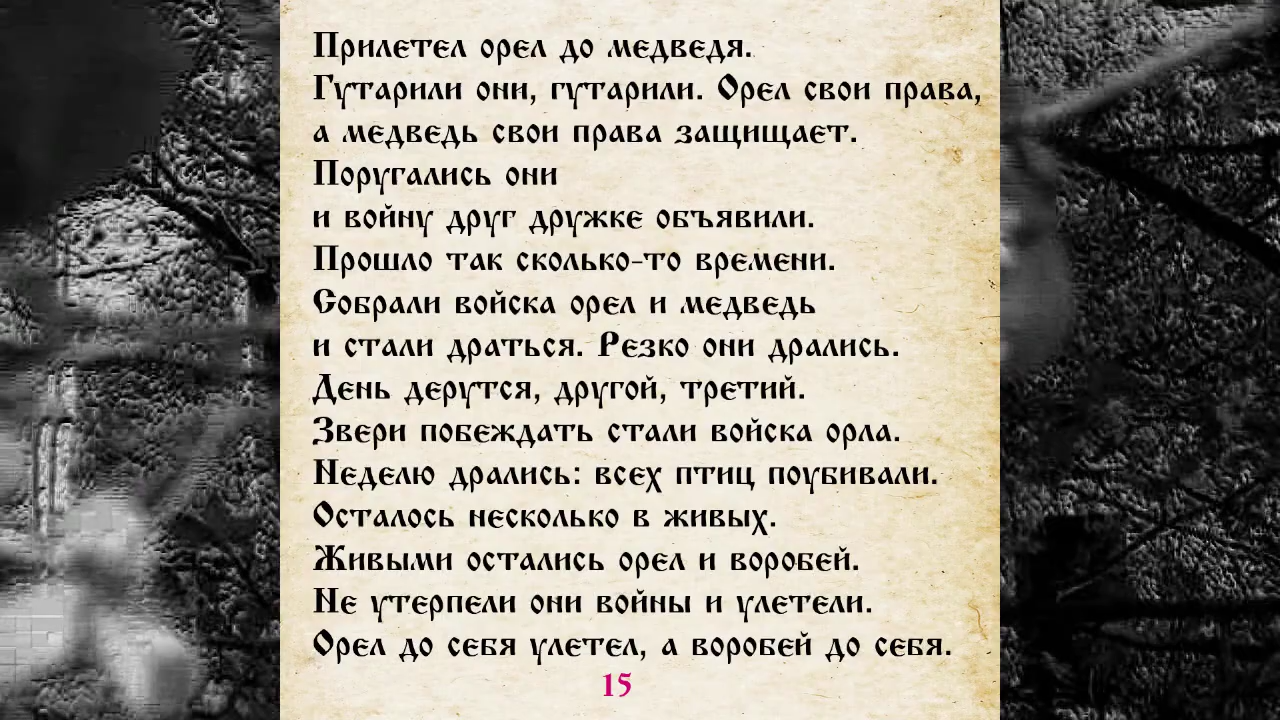 Прилетел орел до медведя.
Гутарили они, гутарили. Орел свои права,
а медведь свои права защищает.
Поругались они
и войну друг дружке объявили.
Прошло так сколько-то времени.
Собрали войска орел и медведь
и стали драться. Резко они дрались.
День дерутся, другой, третий.
Звери побеждать стали войска орла.
Неделю дрались: всех птиц поубивали.
Осталось несколько в живых.
Живыми остались орел и воробей.
Не утерпели они войны и улетели.
Орел до себя улетел, а воробей до себя.
15